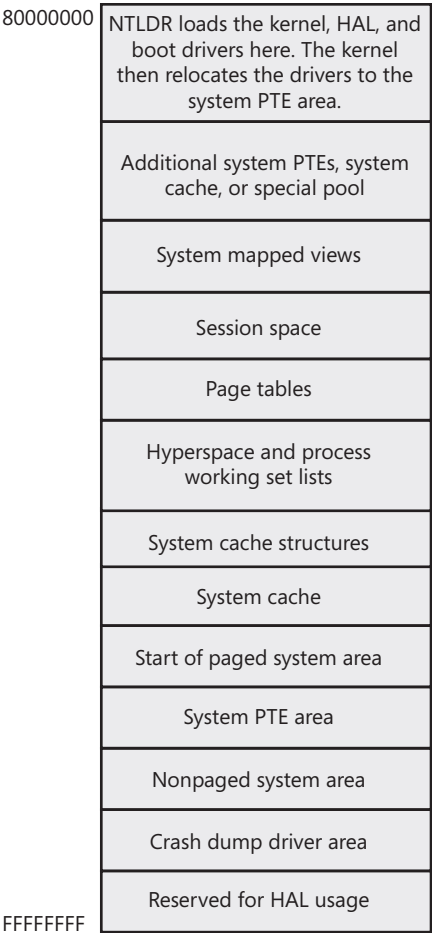 80000000
NTLDR loads the kernel, HAL, and
boot drivers here. The kernel
then relocates the drivers to the
system PTE area.
Additional system PTEs, system
cache, or special pool
System mapped views
Session space
Page tables
Hyperspace and process
working set lists
System cache structures
System cache
Start of paged system area
System PTE area
Nonpaged system area
Crash dump driver area
Reserved for HAL usage
FFFFFFFF